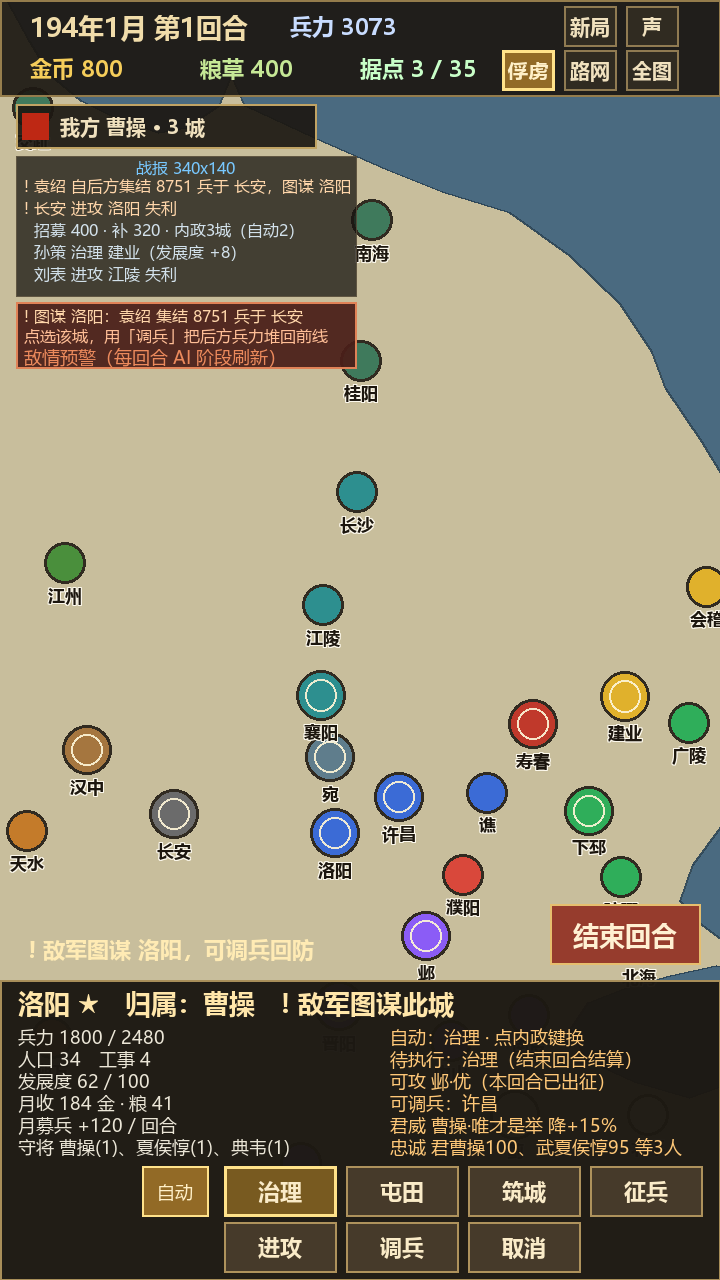 194年1月 第1回合
兵力 3073
新局
声
金币 800
粮草 400
据点 3 / 35
俘虏
路网
全图
我方 曹操 • 3 城
战报 340x140
! 袁绍 自后方集结 8751 兵于 长安，图谋 洛阳
! 长安 进攻 洛阳 失利
招募 400 · 补 320 · 内政3城（自动2）
孙策 治理 建业（发展度 +8）
刘表 进攻 江陵 失利
! 图谋 洛阳：袁绍 集结 8751 兵于 长安
点选该城，用「调兵」把后方兵力堆回前线
敌情预警（每回合 AI 阶段刷新）
南海
桂阳
长沙
江州
江陵
会稽
襄阳
建业
广陵
寿春
宛
汉中
谯
许昌
下邳
长安
天水
洛阳
濮阳
邺
北海
! 敌军图谋 洛阳，可调兵回防
结束回合
洛阳 ★ 归属：曹操 ! 敌军图谋此城
兵力 1800 / 2480
人口 34 工事 4
发展度 62 / 100
月收 184 金 · 粮 41
月募兵 +120 / 回合
守将 曹操(1)、夏侯惇(1)、典韦(1)
自动：治理 · 点内政键换
待执行：治理（结束回合结算）
可攻 邺·优（本回合已出征）
可调兵：许昌
君威 曹操·唯才是举 降+15%
忠诚 君曹操100、武夏侯惇95 等3人
自动
治理
屯田
筑城
征兵
进攻
调兵
取消